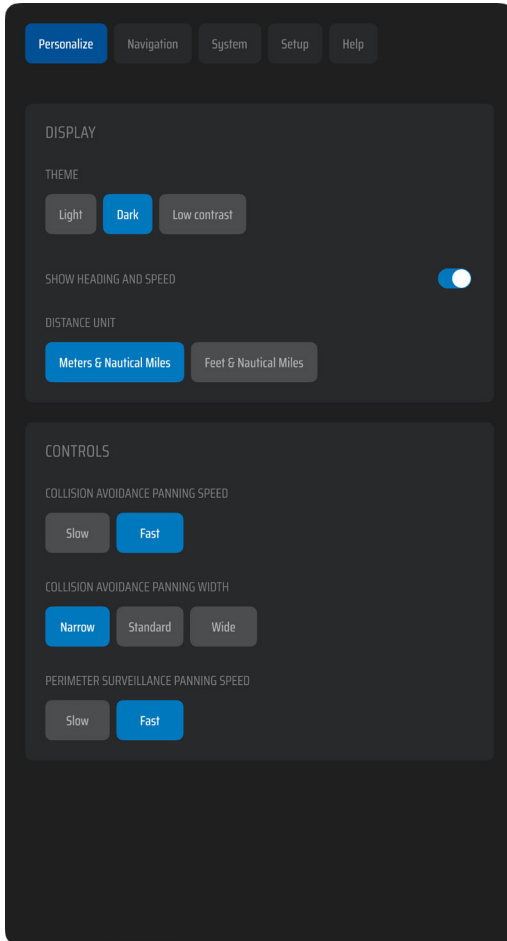 Personalize Navigation System Setup Help
DISPLAY
THEME
Light Dark Low contrast
SHOW HEADING AND SPEED
DISTANCE UNIT
Meters & Nautical Miles Feet & Nautical Miles
CONTROLS
COLLISION AVOIDANCE PANNING SPEED
Slow Fast
COLLISION AVOIDANCE PANNING WIDTH
Narrow Standard Wide
PERIMETER SURVEILLANCE PANNING SPEED
Slow Fast